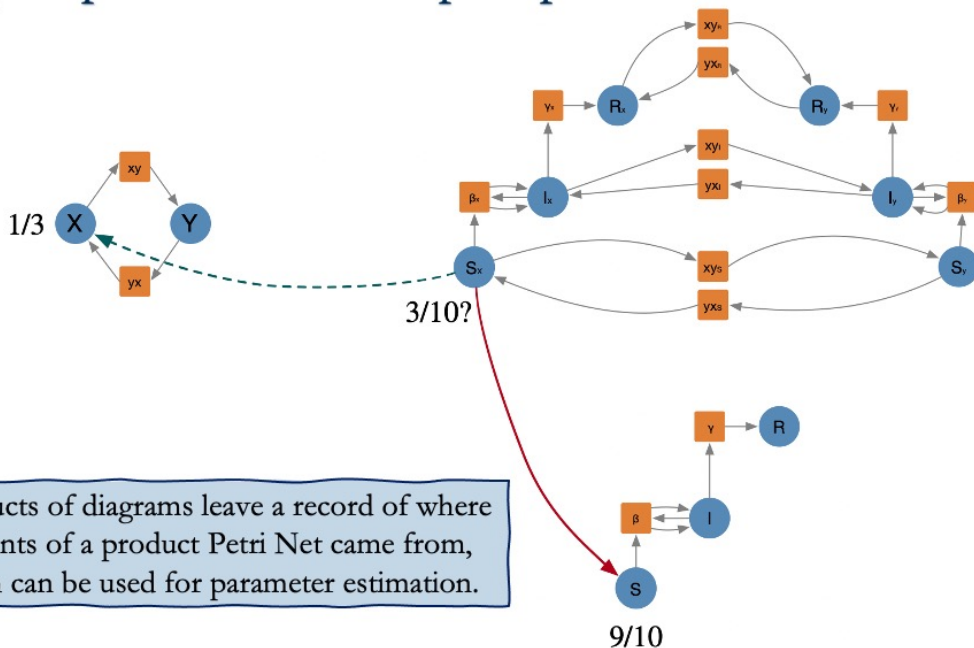 xyR
yxR
γx
Rx
Ry
γy
xy
xyI
yxI
βx
Ix
Iy
βy
1/3
X
Y
yx
Sx
xyS
yxS
Sy
3/10?
γ
R
of diagrams leave a record of where
of a product Petri Net came from,
can be used for parameter estimation.
β
I
S
9/10